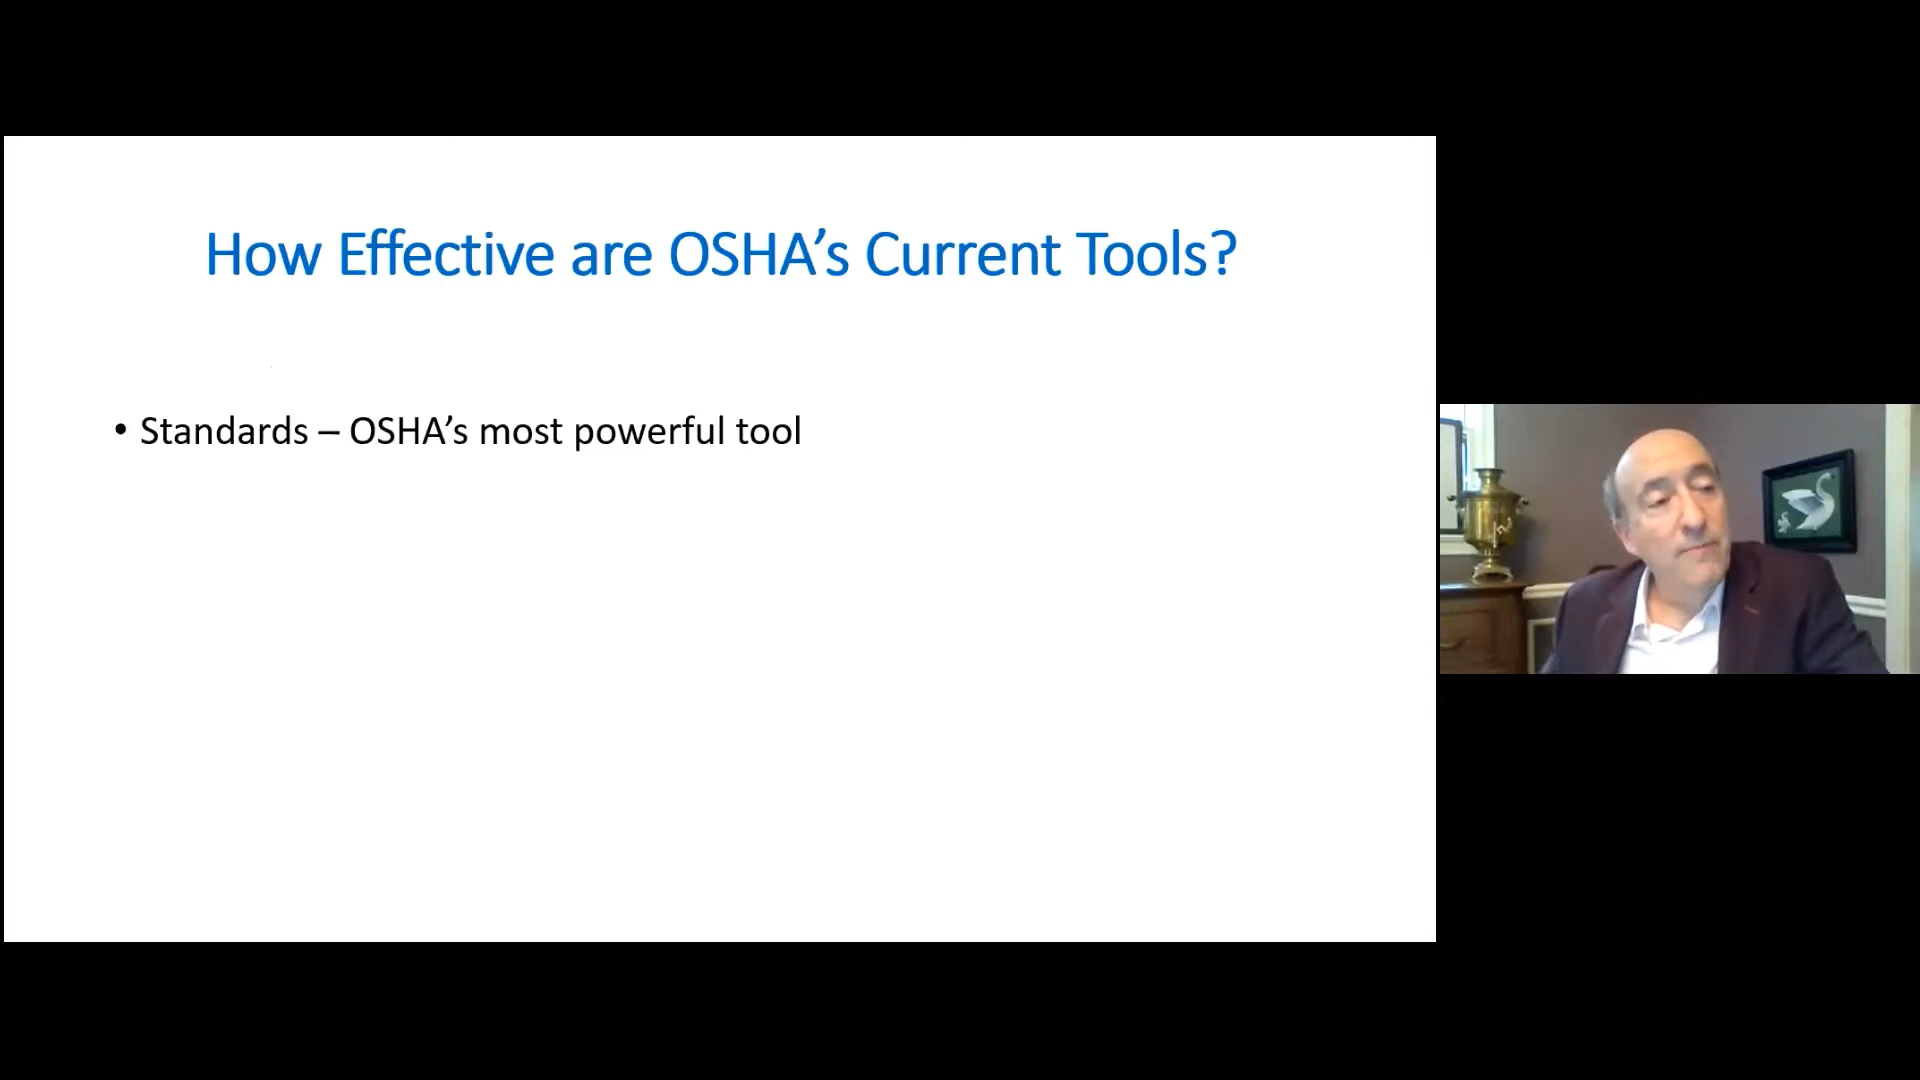 How Effective are OSHA’s Current Tools?
• Standards – OSHA’s most powerful tool